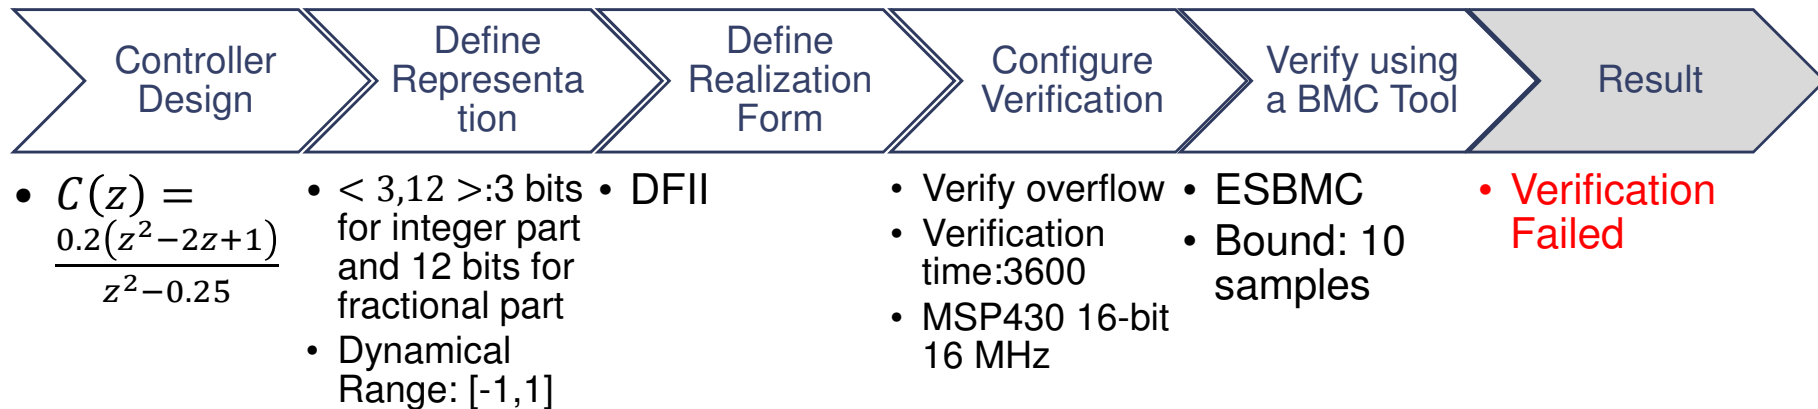 Controller
Design
Define
Representa
tion
Define
Realization
Form
Configure
Verification
Verify using
a BMC Tool
Result
• C(z) =
0.2(z²−2z+1)
z²−0.25
• < 3,12 >:3 bits
for integer part
and 12 bits for
fractional part
• Dynamical
Range: [-1,1]
• DFII
• Verify overflow
• Verification
time:3600
• MSP430 16-bit
16 MHz
• ESBMC
• Bound: 10
samples
• Verification
Failed